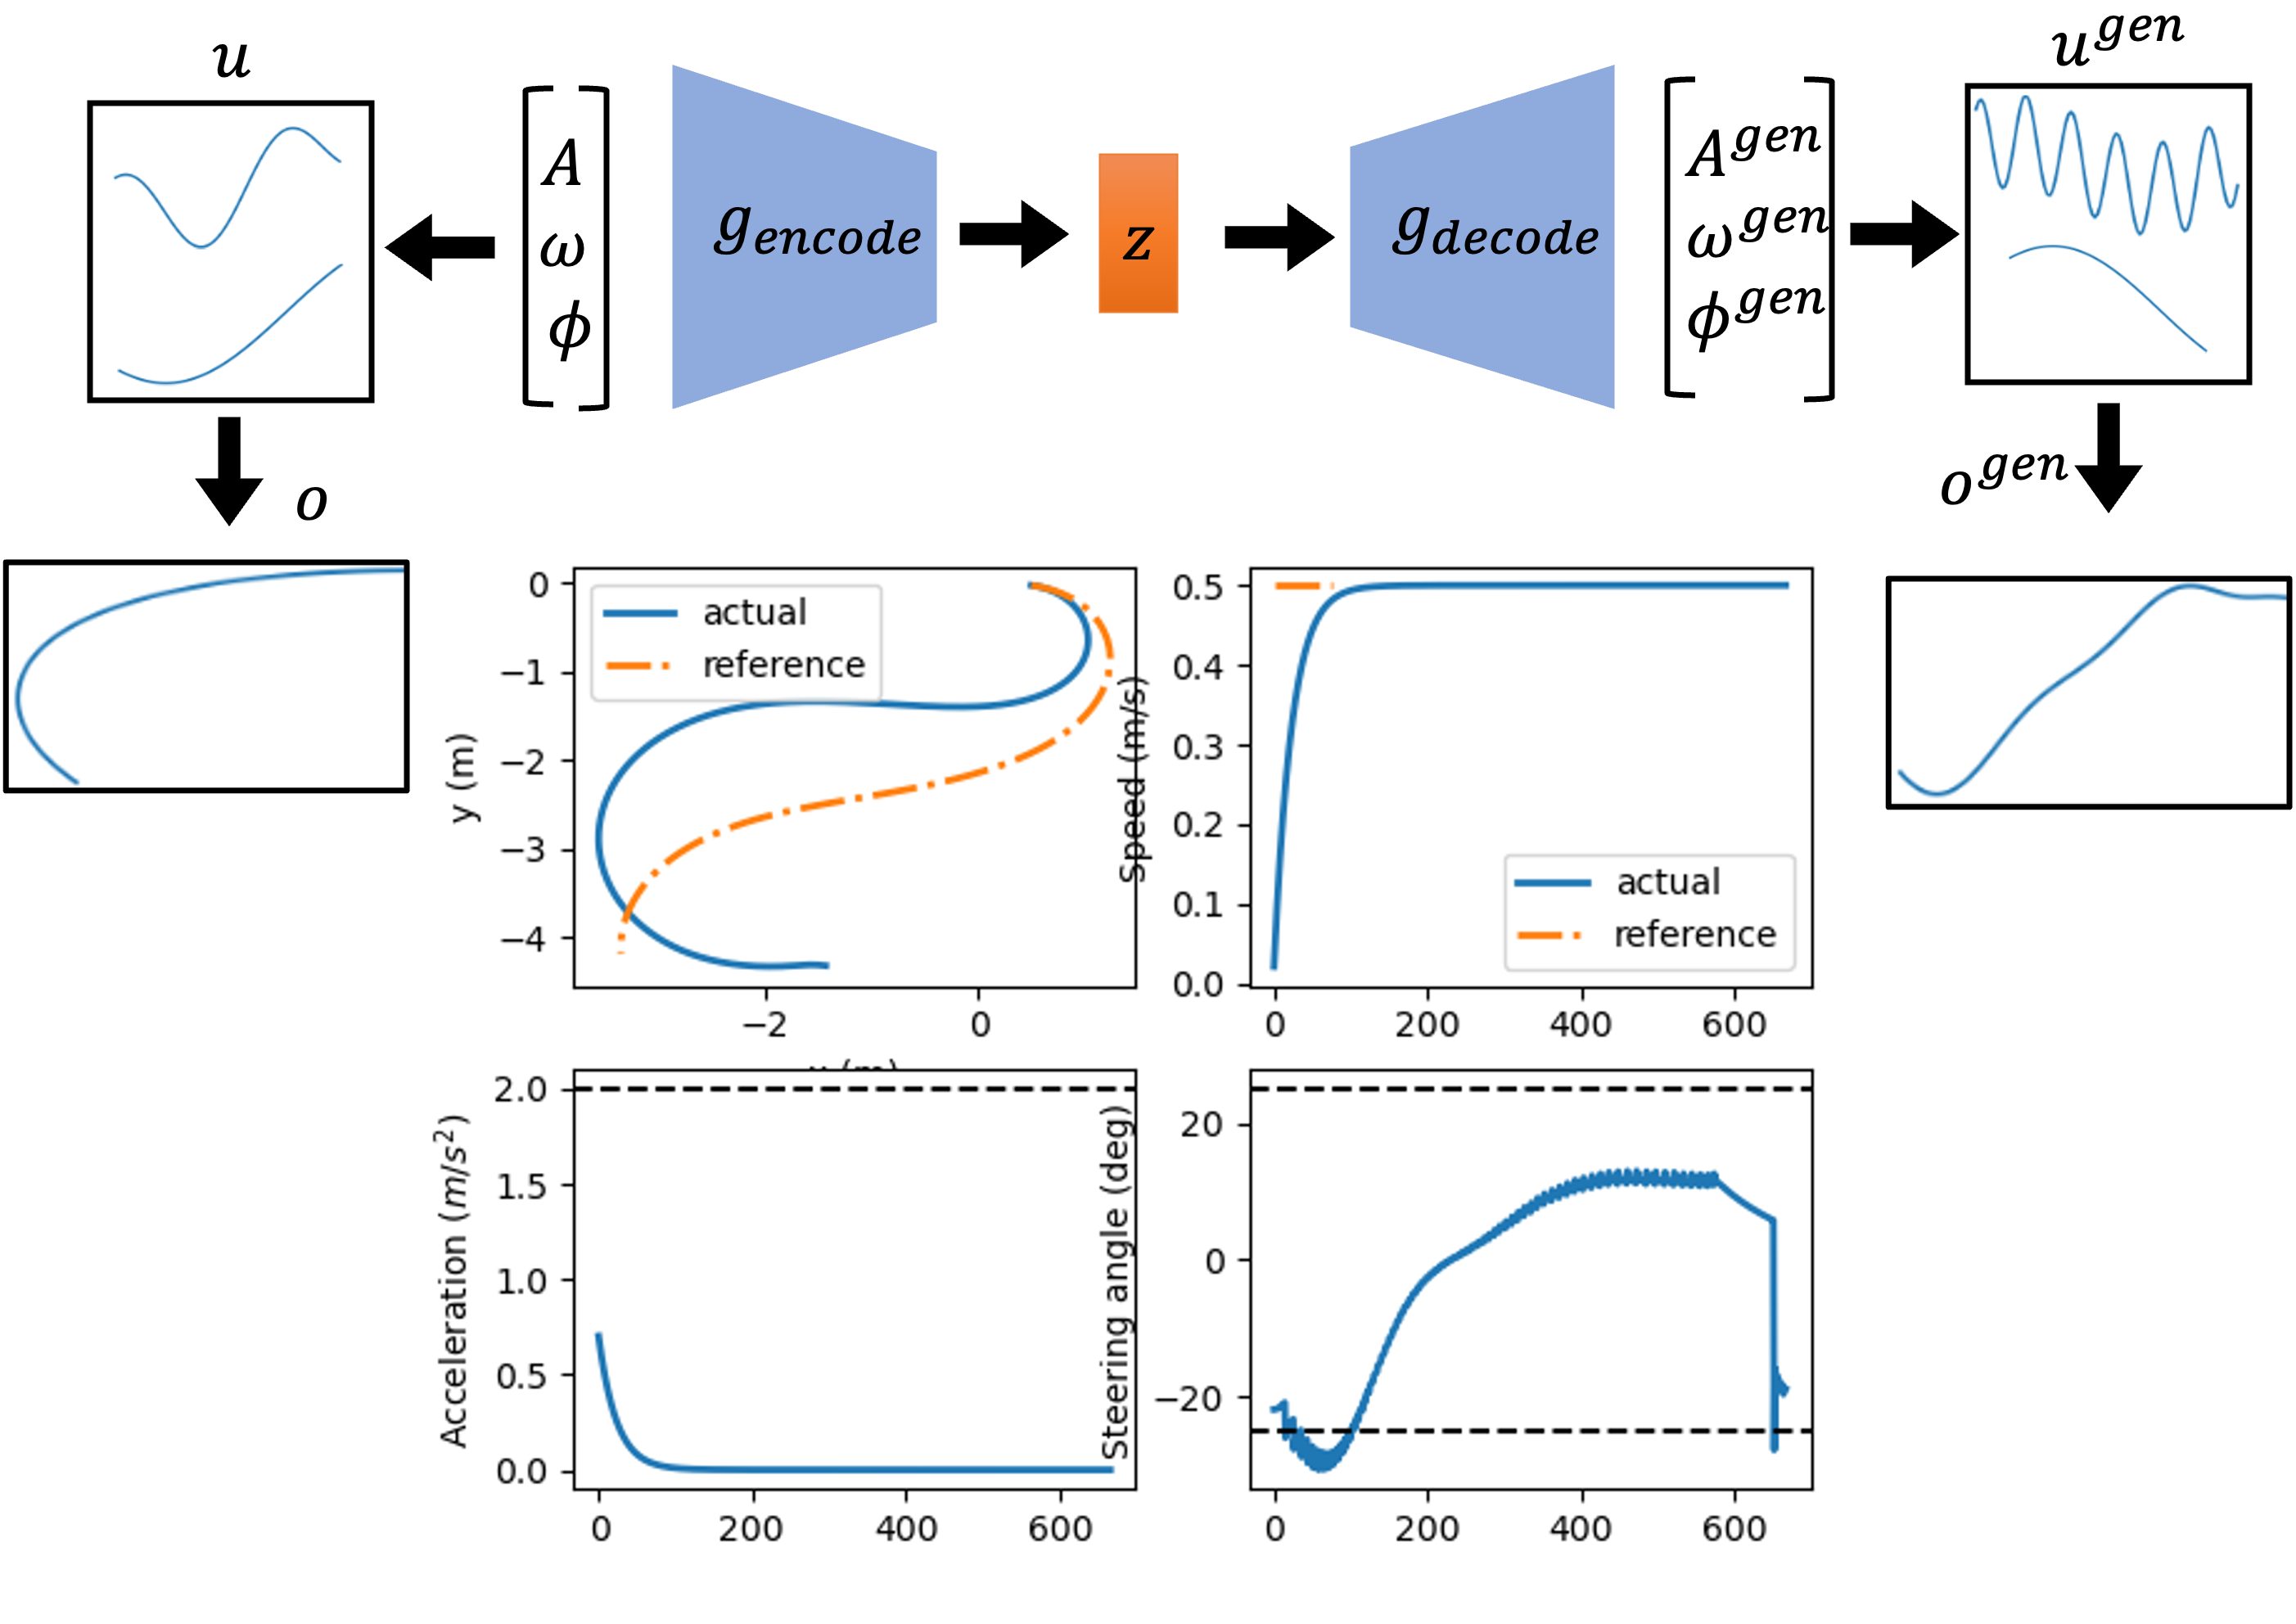 u
A
ω
ϕ
g_encode
z
g_decode
A^gen
ω^gen
ϕ^gen
u^gen
o
o^gen
0
−1
−2
−3
−4
y (m)
actual
reference
−2
0
0.5
0.4
0.3
0.2
0.1
0.0
Speed (m/s)
actual
reference
0
200
400
600
2.0
1.5
1.0
0.5
0.0
Acceleration (m/s²)
0
200
400
600
20
0
−20
Steering angle (deg)
0
200
400
600